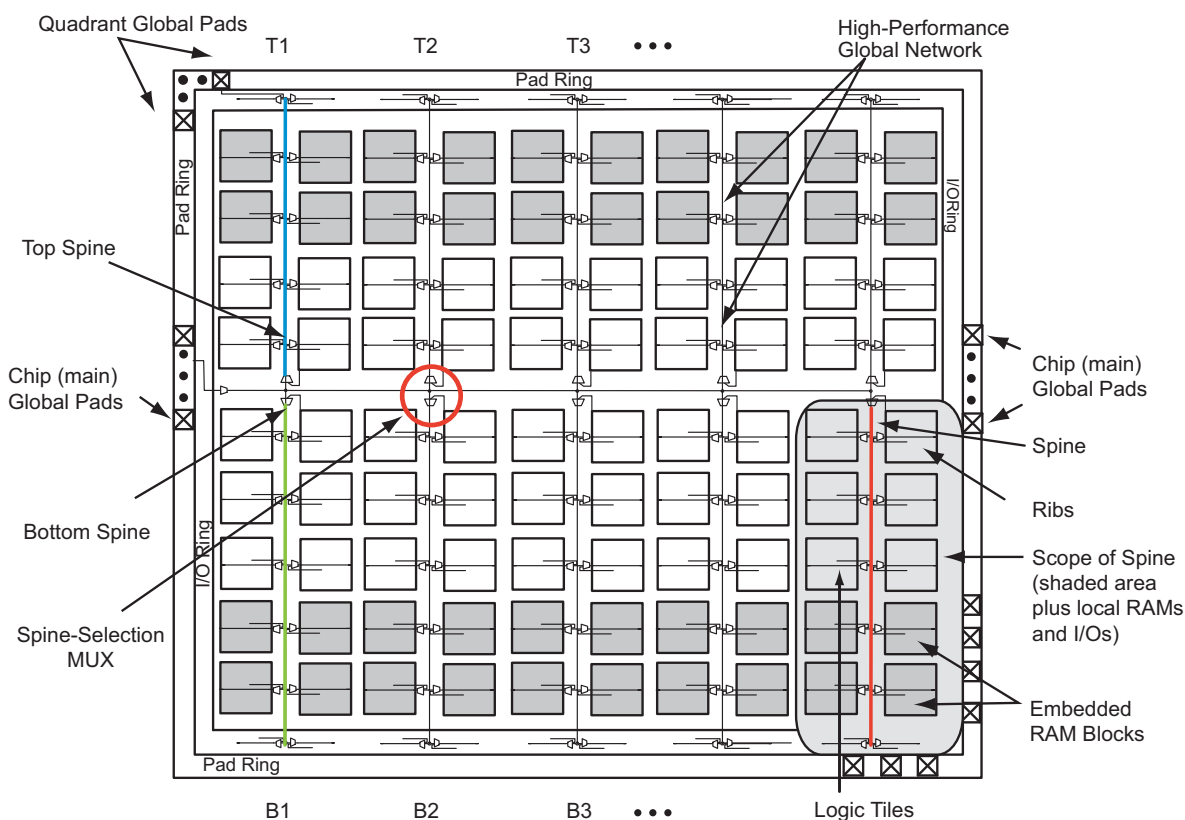 Quadrant Global Pads
T1
T2
T3
High-Performance
Global Network
Pad Ring
Pad Ring
I/ORing
Top Spine
Chip (main)
Global Pads
Chip (main)
Global Pads
Spine
Ribs
Bottom Spine
I/O Ring
Scope of Spine
(shaded area
plus local RAMs
and I/Os)
Spine-Selection
MUX
Embedded
RAM Blocks
Pad Ring
B1
B2
B3
Logic Tiles